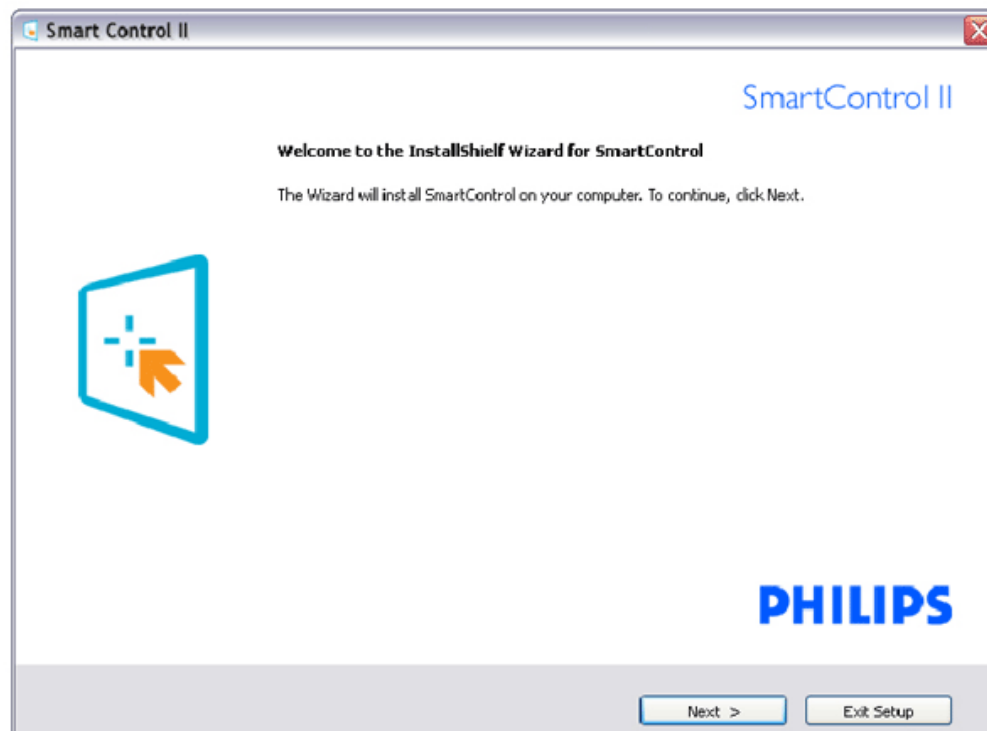 Smart Control II
SmartControl II
Welcome to the InstallShielf Wizard for SmartControl
The Wizard will install SmartControl on your computer. To continue, click Next.
PHILIPS
Next >
Exit Setup